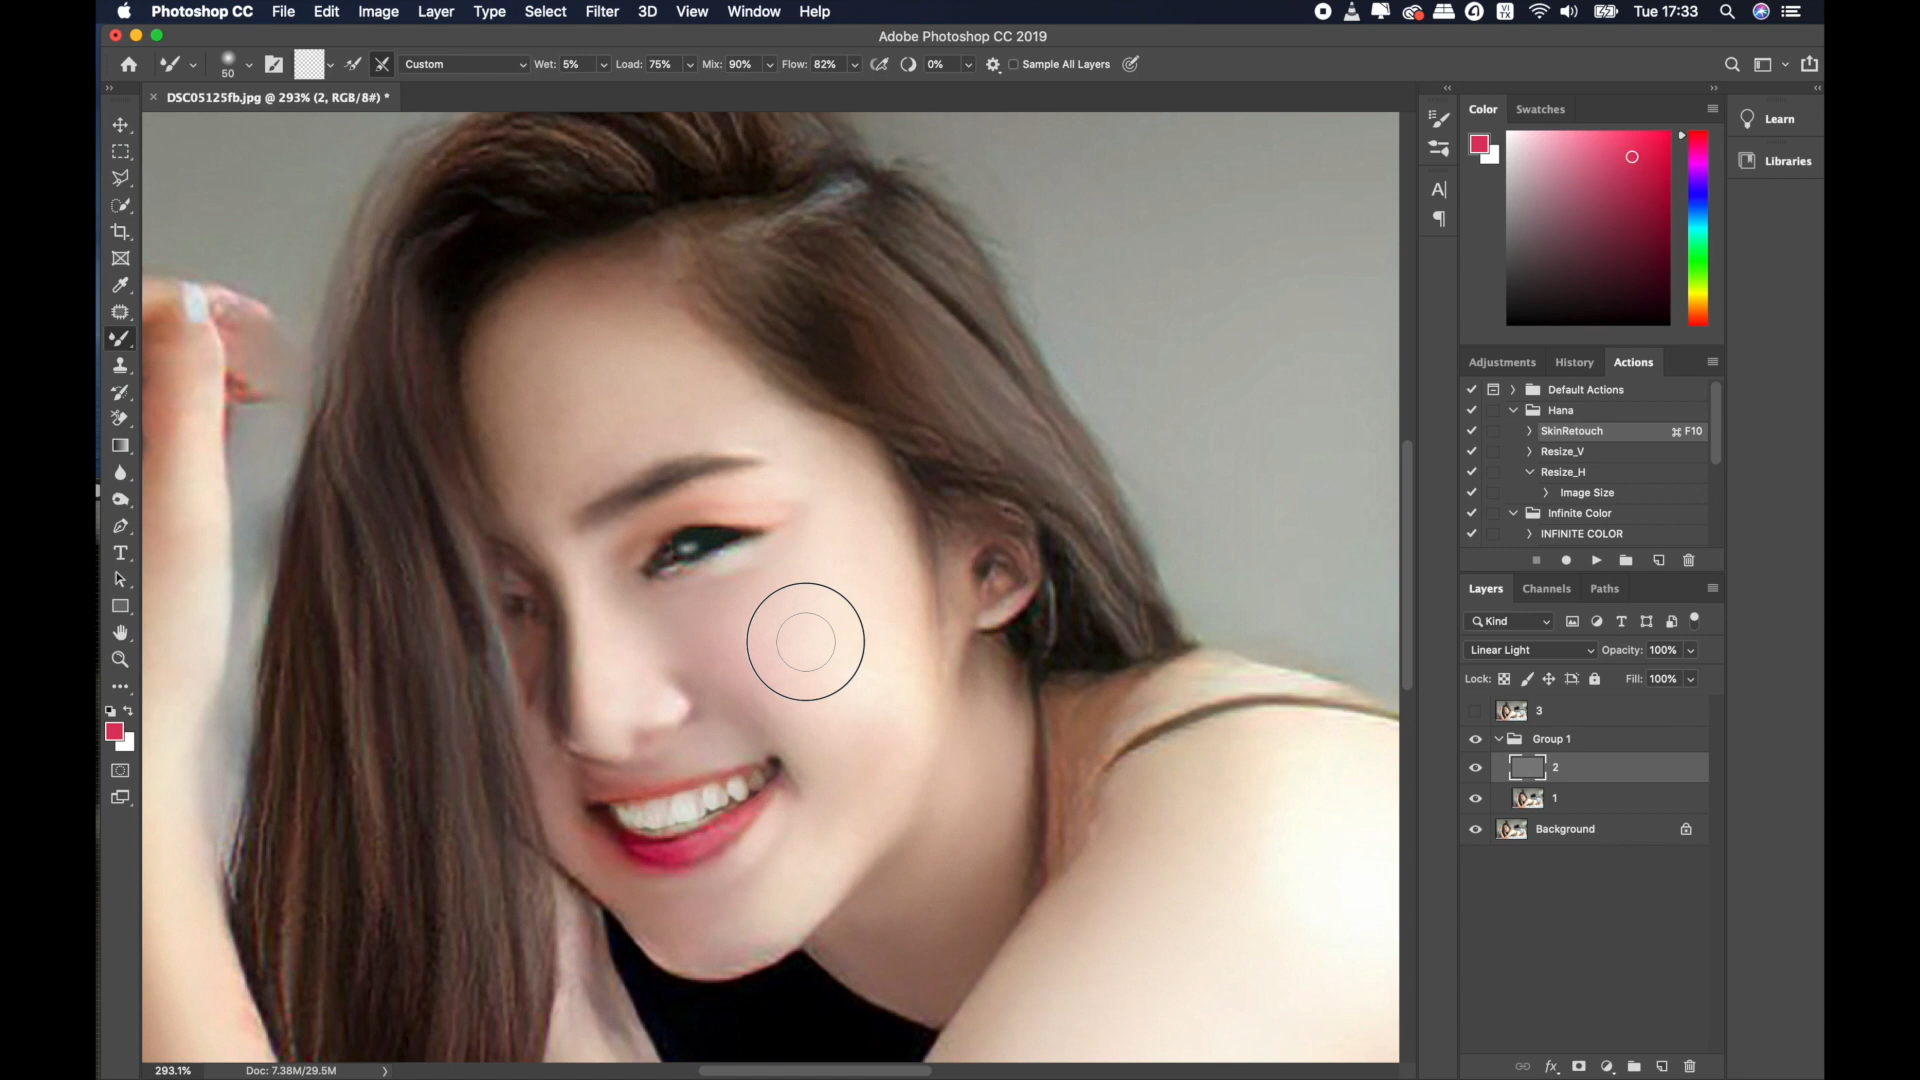 Photoshop CC File Edit Image Layer Type Select Filter 3D View Window Help VI TX Tue 17:33
Adobe Photoshop CC 2019
50 Custom Wet: 5% Load: 75% Mix: 90% Flow: 82% 0% Sample All Layers
× DSC05125fb.jpg @ 293% (2, RGB/8#) *
Color Swatches
Learn
Libraries
A|
¶
Adjustments History Actions
Default Actions
Hana
SkinRetouch ⌘ F10
Resize_V
Resize_H
Image Size
Infinite Color
INFINITE COLOR
Layers Channels Paths
Kind
Linear Light Opacity: 100%
Lock: Fill: 100%
3
Group 1
2
1
Background
fx
293.1% Doc: 7.38M/29.5M